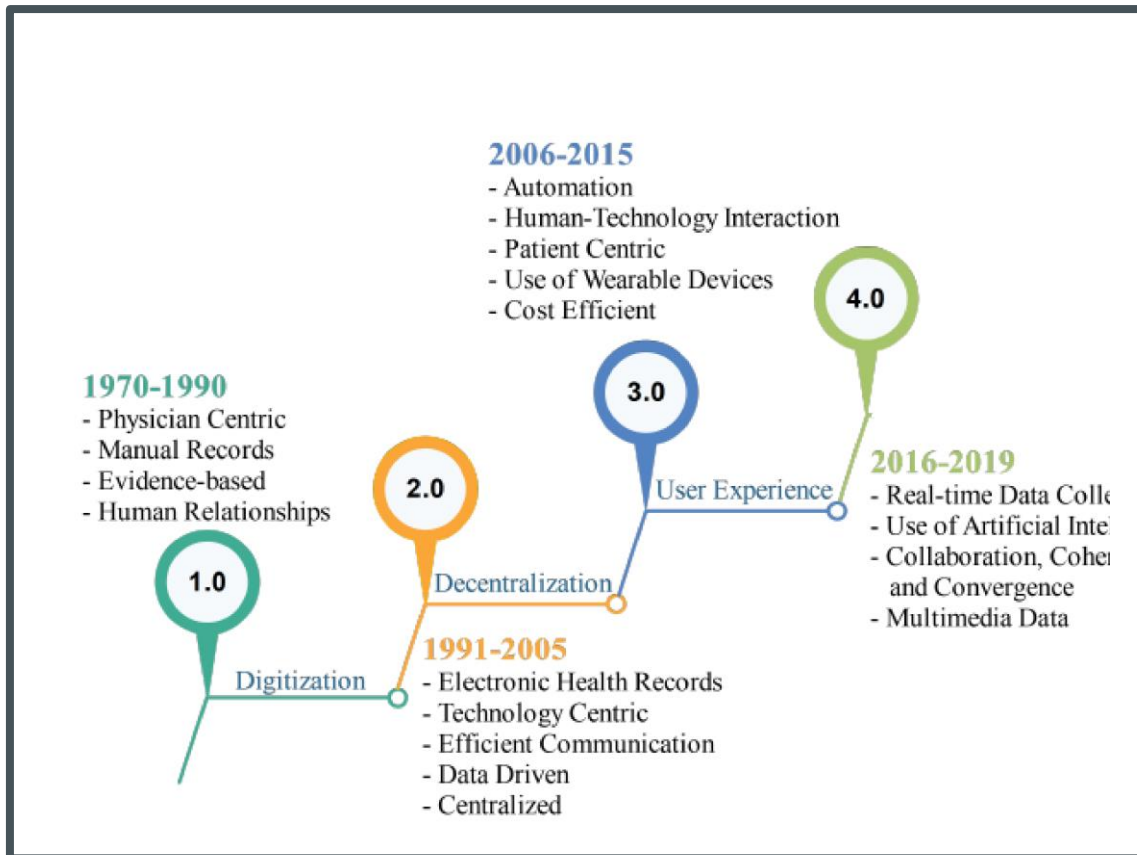 1970-1990
- Physician Centric
- Manual Records
- Evidence-based
- Human Relationships
1.0
Digitization
2.0
1991-2005
- Electronic Health Records
- Technology Centric
- Efficient Communication
- Data Driven
- Centralized
Decentralization
2006-2015
- Automation
- Human-Technology Interaction
- Patient Centric
- Use of Wearable Devices
- Cost Efficient
3.0
User Experience
4.0
2016-2019
- Real-time Data
- Use of Artificial
- Collaboration,
and Convergence
- Multimedia Data